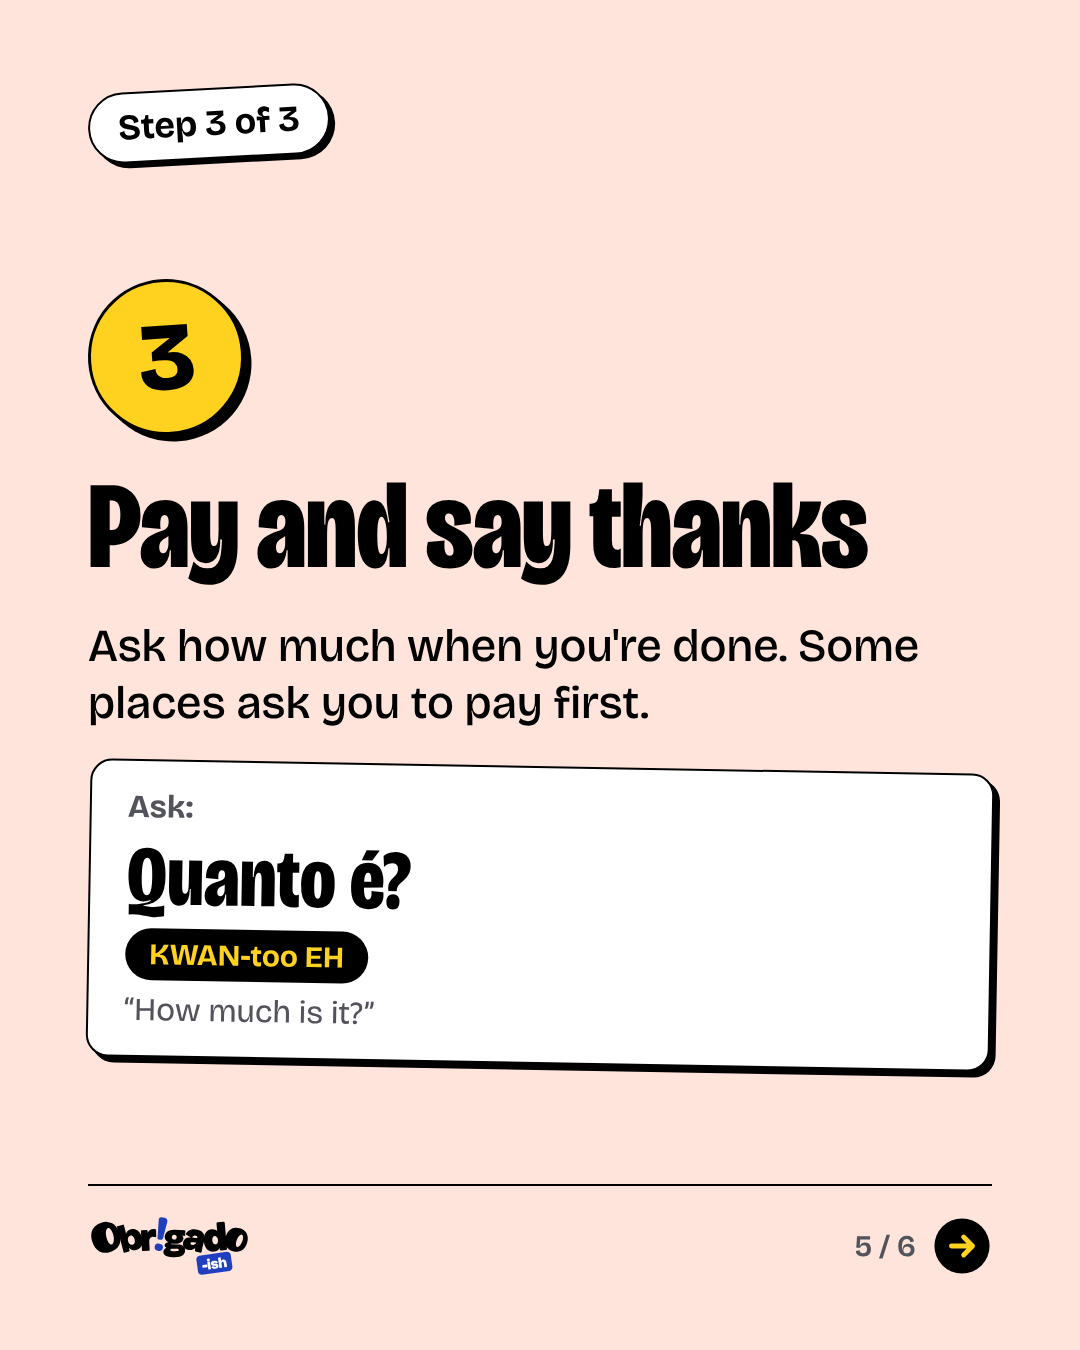 Step 3 of 3
3
Pay and say thanks
Ask how much when you're done. Some
places ask you to pay first.
Ask:
Quanto é?
KWAN-too EH
“How much is it?”
Obr!gado
-ish
5 / 6